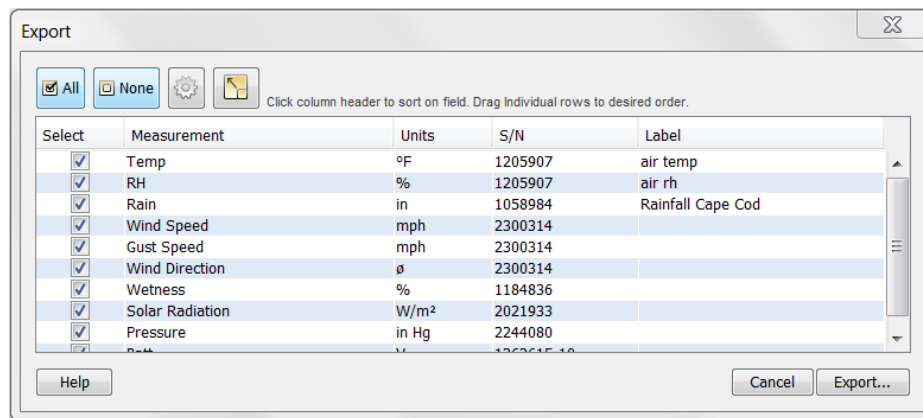 Export
All None Click column header to sort on field. Drag Individual rows to desired order.
Select Measurement Units S/N Label
Temp °F 1205907 air temp
RH % 1205907 air rh
Rain in 1058984 Rainfall Cape Cod
Wind Speed mph 2300314
Gust Speed mph 2300314
Wind Direction ø 2300314
Wetness % 1184836
Solar Radiation W/m² 2021933
Pressure in Hg 2244080
Help Cancel Export...